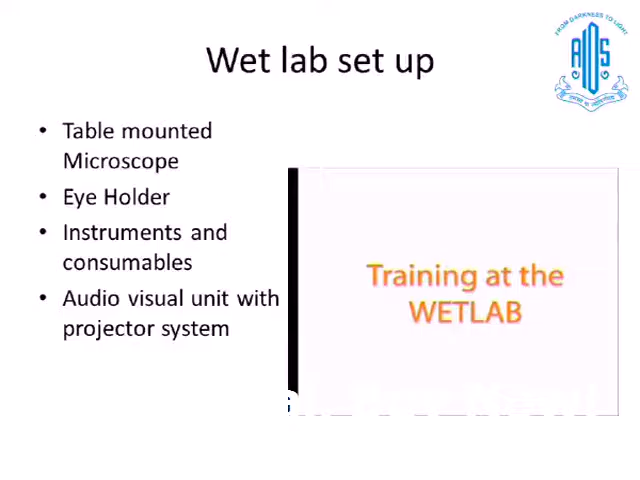 FROM DARKNESS TO LIGHT
AIOS
Wet lab set up
• Table mounted
Microscope
• Eye Holder
• Instruments and
consumables
• Audio visual unit with
projector system
Training at the
WETLAB